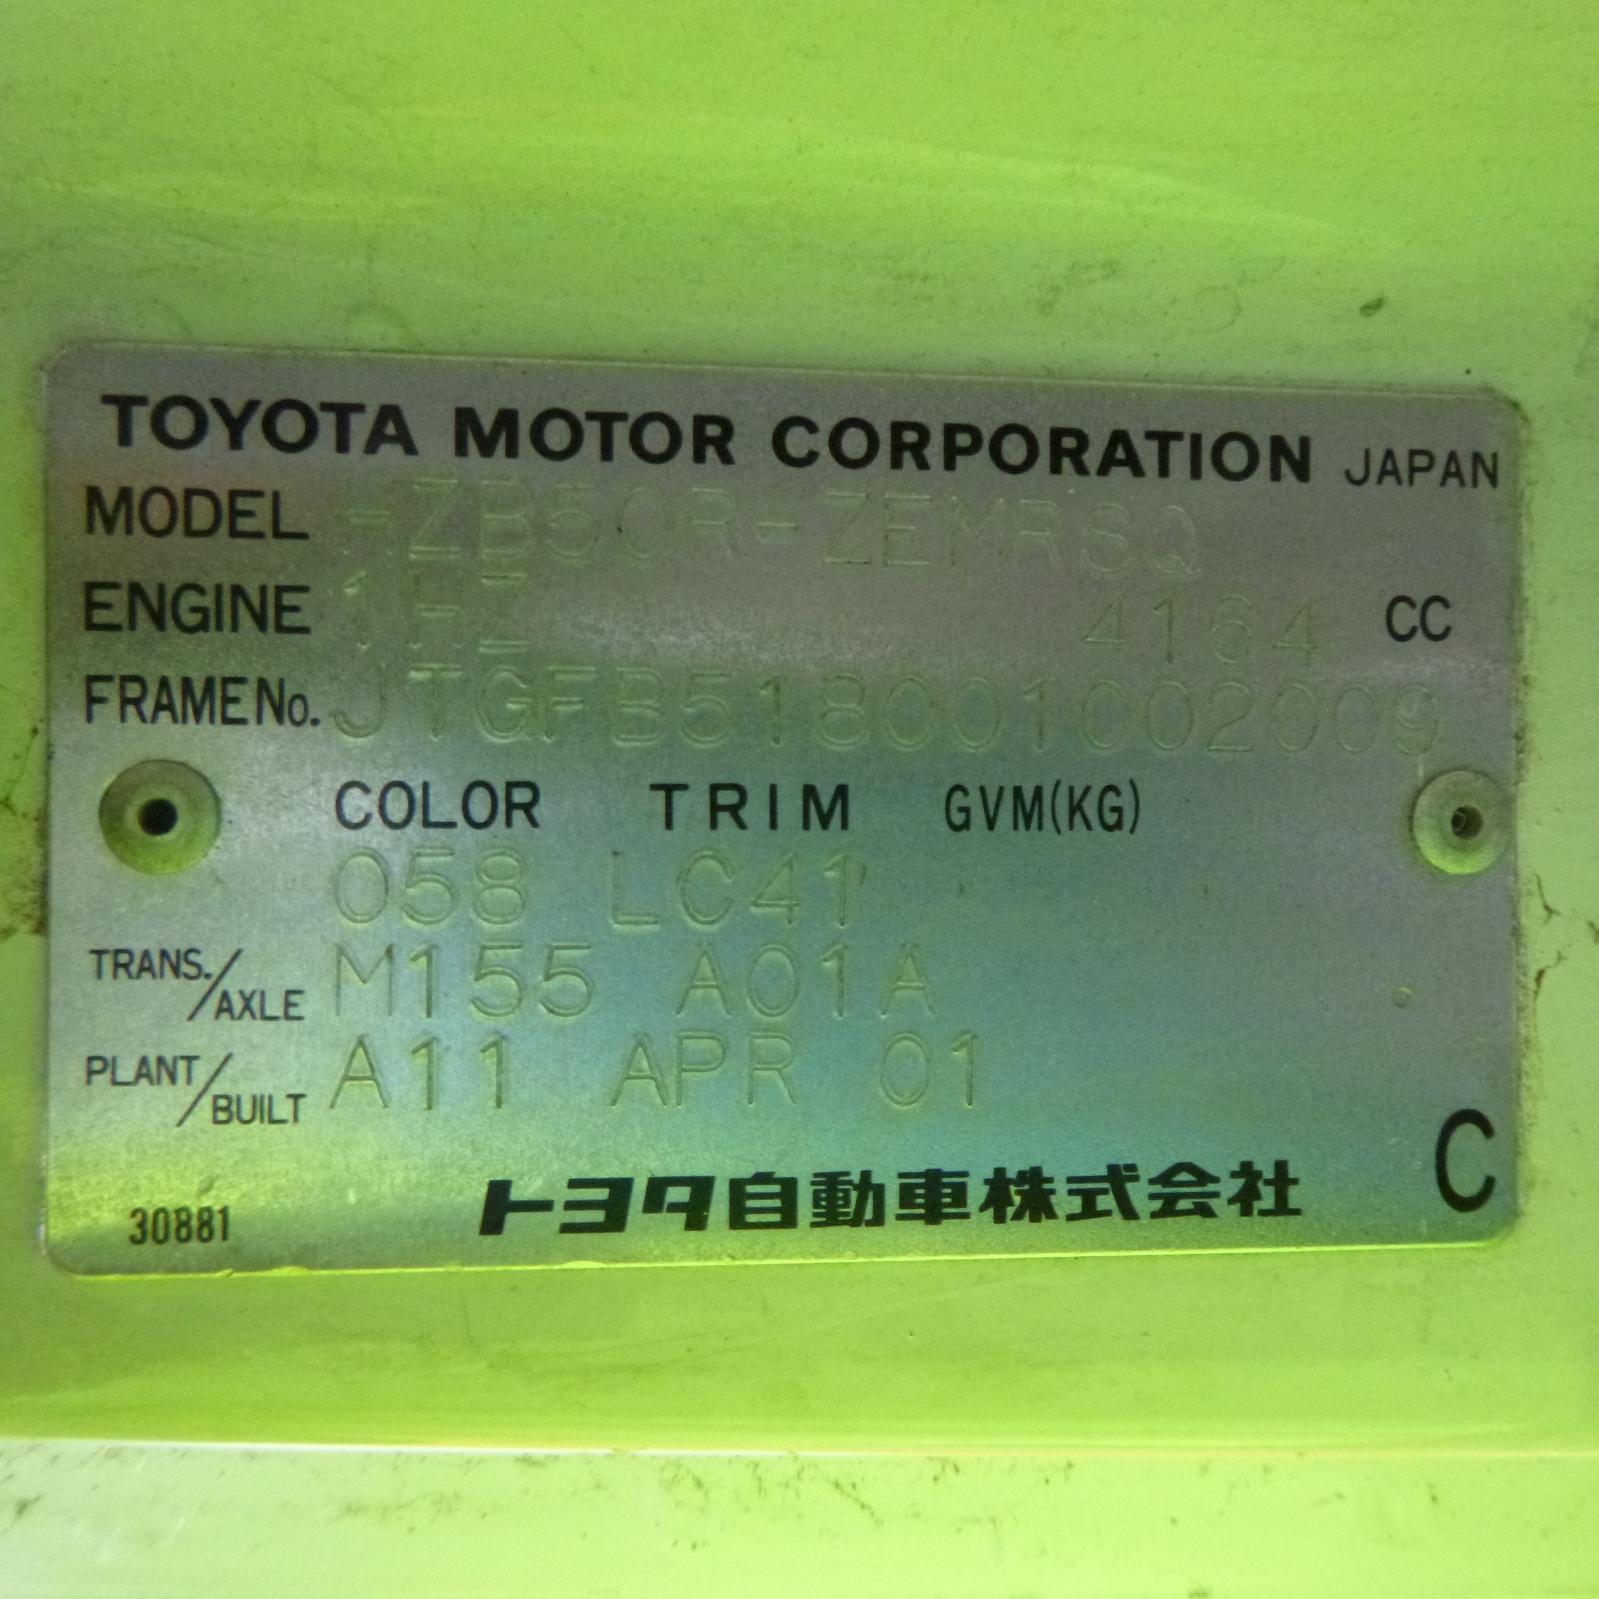 TOYOTA MOTOR CORPORATION JAPAN
MODEL HZB50R-ZEMRSQ
ENGINE 1HZ 4164 CC
FRAME No. JTGFB518001002009
COLOR TRIM GVM(KG)
058 LC41
TRANS./AXLE M155 A01A
PLANT/BUILT A11 APR 01
C
30881 トヨタ自動車株式会社